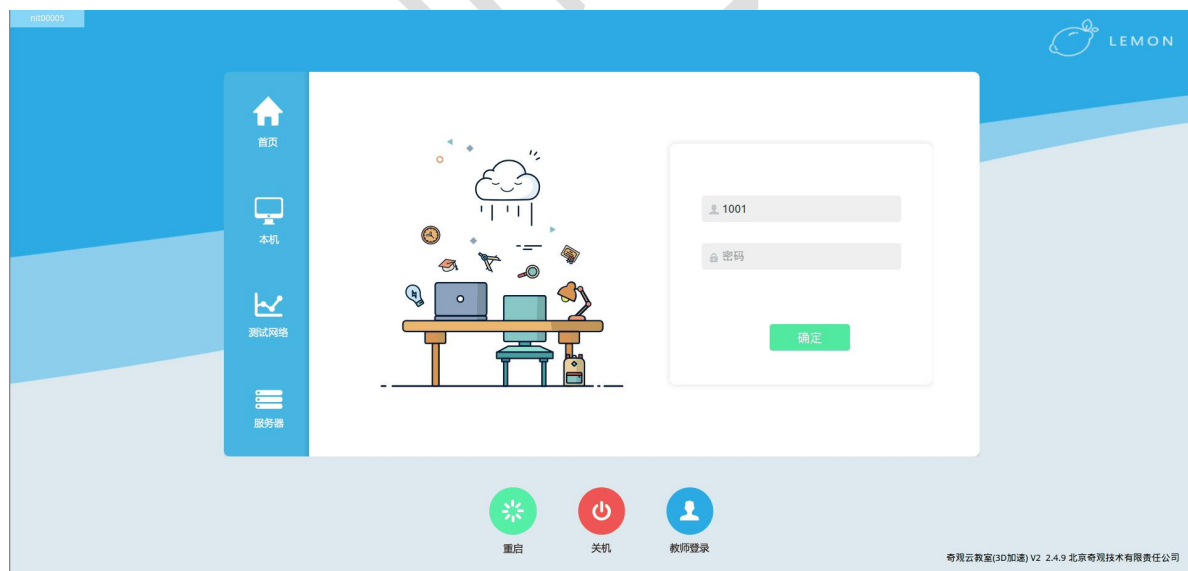 nit00005
LEMON
首页
本机
测试网络
服务器
1001
密码
确定
重启
关机
教师登录
奇观云教室(3D加速) V2 2.4.9 北京奇观技术有限责任公司